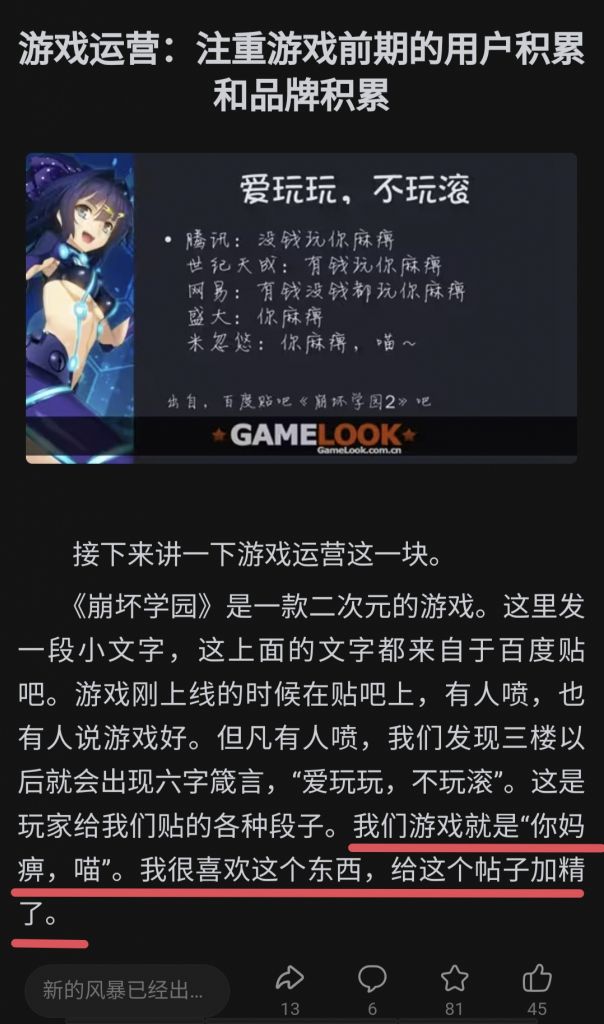 游戏运营：注重游戏前期的用户积累
和品牌积累
爱玩玩，不玩滚
• 腾讯：没钱玩你麻痹
世纪天成：有钱玩你麻痹
网易：有钱没钱都玩你麻痹
盛大：你麻痹
米忽悠：你麻痹，喵～
出自，百度贴吧《崩坏学园2》吧
GAMELOOK
GameLook.com.cn
接下来讲一下游戏运营这一块。
《崩坏学园》是一款二次元的游戏。这里发
一段小文字，这上面的文字都来自于百度贴
吧。游戏刚上线的时候在贴吧上，有人喷，也
有人说游戏好。但凡有人喷，我们发现三楼以
后就会出现六字箴言，“爱玩玩，不玩滚”。这是
玩家给我们贴的各种段子。我们游戏就是“你妈
痹，喵”。我很喜欢这个东西，给这个帖子加精
了。
新的风暴已经出...
13
6
81
45